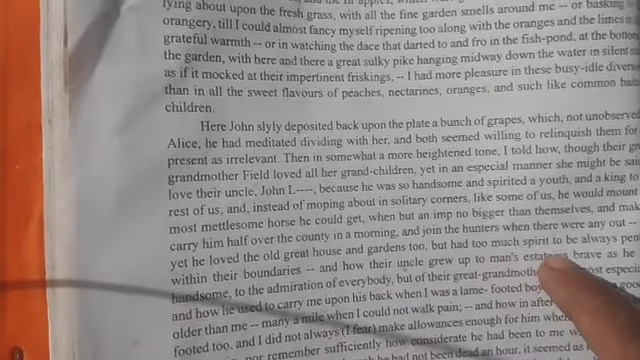 lying about upon the fresh grass, with all the fine garden smells around me -- or basking
orangery, till I could almost fancy myself ripening too along with the oranges and the limes in
grateful warmth -- or in watching the dace that darted to and fro in the fish-pond, at the bottom
the garden, with here and there a great sulky pike hanging midway down the water in silent
as if it mocked at their impertinent friskings, -- I had more pleasure in these busy-idle
than in all the sweet flavours of peaches, nectarines, oranges, and such like common
children.
Here John slyly deposited back upon the plate a bunch of grapes, which, not unobserved
Alice, he had meditated dividing with her, and both seemed willing to relinquish them for
present as irrelevant. Then in somewhat a more heightened tone, I told how, though their
grandmother Field loved all her grand-children, yet in an especial manner she might be said
love their uncle, John L----, because he was so handsome and spirited a youth, and a king to
rest of us; and, instead of moping about in solitary corners, like some of us, he would mount
most mettlesome horse he could get, when but an imp no bigger than themselves, and
carry him half over the county in a morning, and join the hunters when there were any out --
yet he loved the old great house and gardens too, but had too much spirit to be always
within their boundaries -- and how their uncle grew up to man's brave as he
handsome, to the admiration of everybody, but of their most
and how he used to carry me upon his back when I was a lame-footed
older than me -- many a mile when I could not walk for pain; -- and how in after
footed too, and I did not always (I fear) make allowances enough for him
nor remember sufficiently how considerate he had been to me
he had not been dead an hour, it seemed as